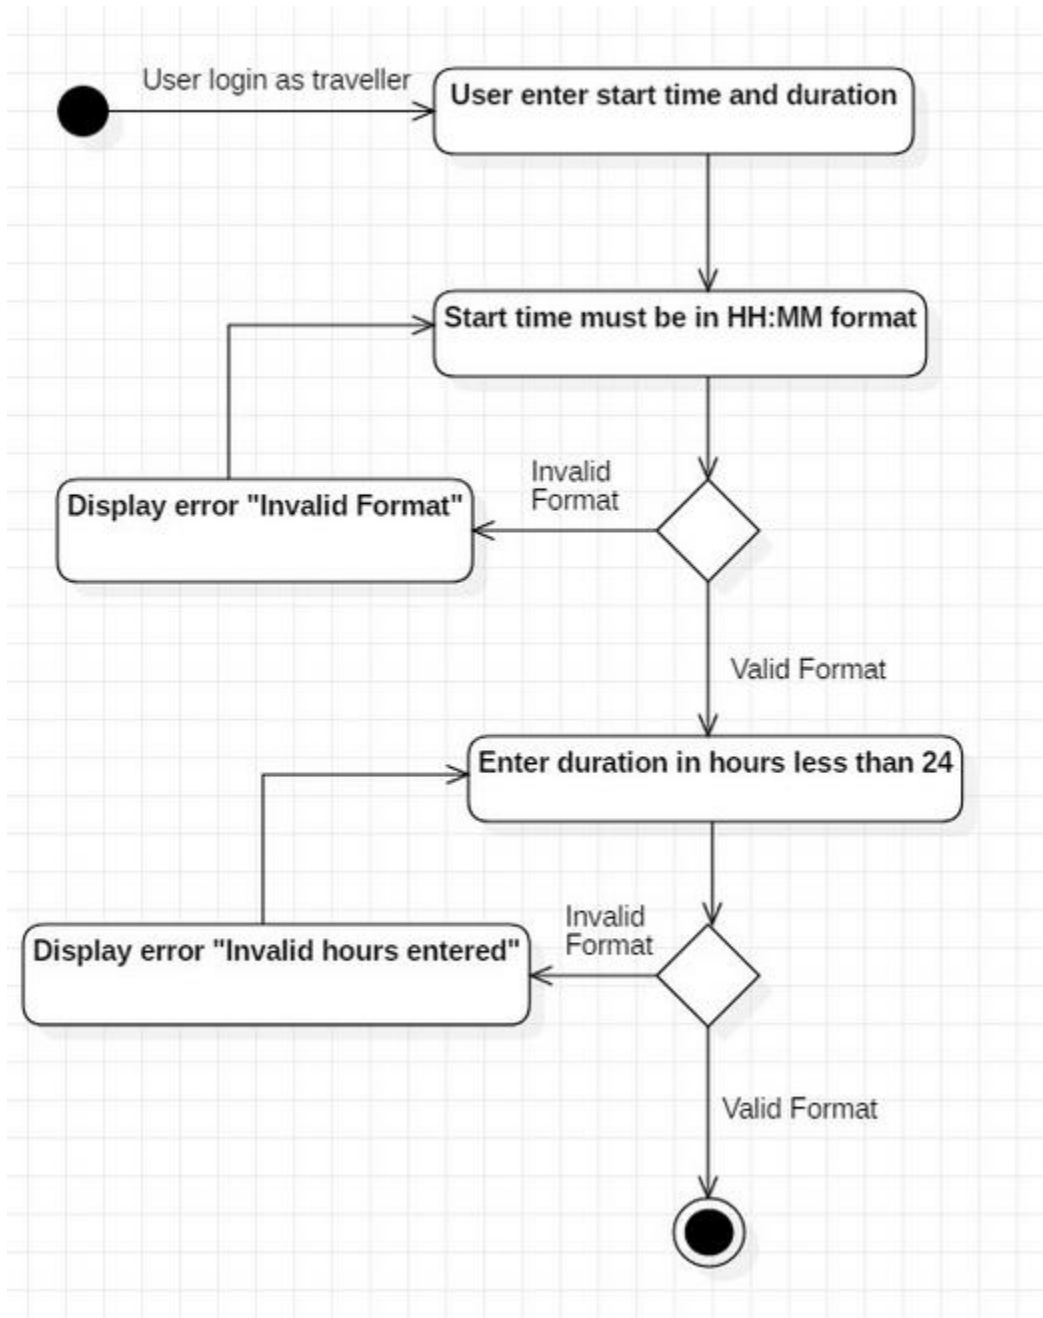 User login as traveller
User enter start time and duration
Start time must be in HH:MM format
Invalid
Format
Display error "Invalid Format"
Valid Format
Enter duration in hours less than 24
Invalid
Format
Display error "Invalid hours entered"
Valid Format